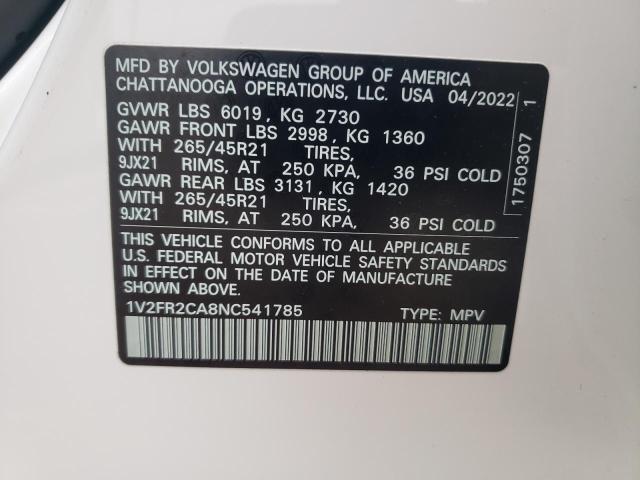 MFD BY VOLKSWAGEN GROUP OF AMERICA
CHATTANOOGA OPERATIONS, LLC. USA 04/2022
GVWR LBS 6019, KG 2730
GAWR FRONT LBS 2998, KG 1360
WITH 265/45R21 TIRES,
9JX21 RIMS, AT 250 KPA, 36 PSI COLD
GAWR REAR LBS 3131, KG 1420
WITH 265/45R21 TIRES,
9JX21 RIMS, AT 250 KPA, 36 PSI COLD
THIS VEHICLE CONFORMS TO ALL APPLICABLE
U.S. FEDERAL MOTOR VEHICLE SAFETY STANDARDS
IN EFFECT ON THE DATE OF MANUFACTURE
SHOWN ABOVE.
1V2FR2CA8NC541785 TYPE: MPV
1750307 1